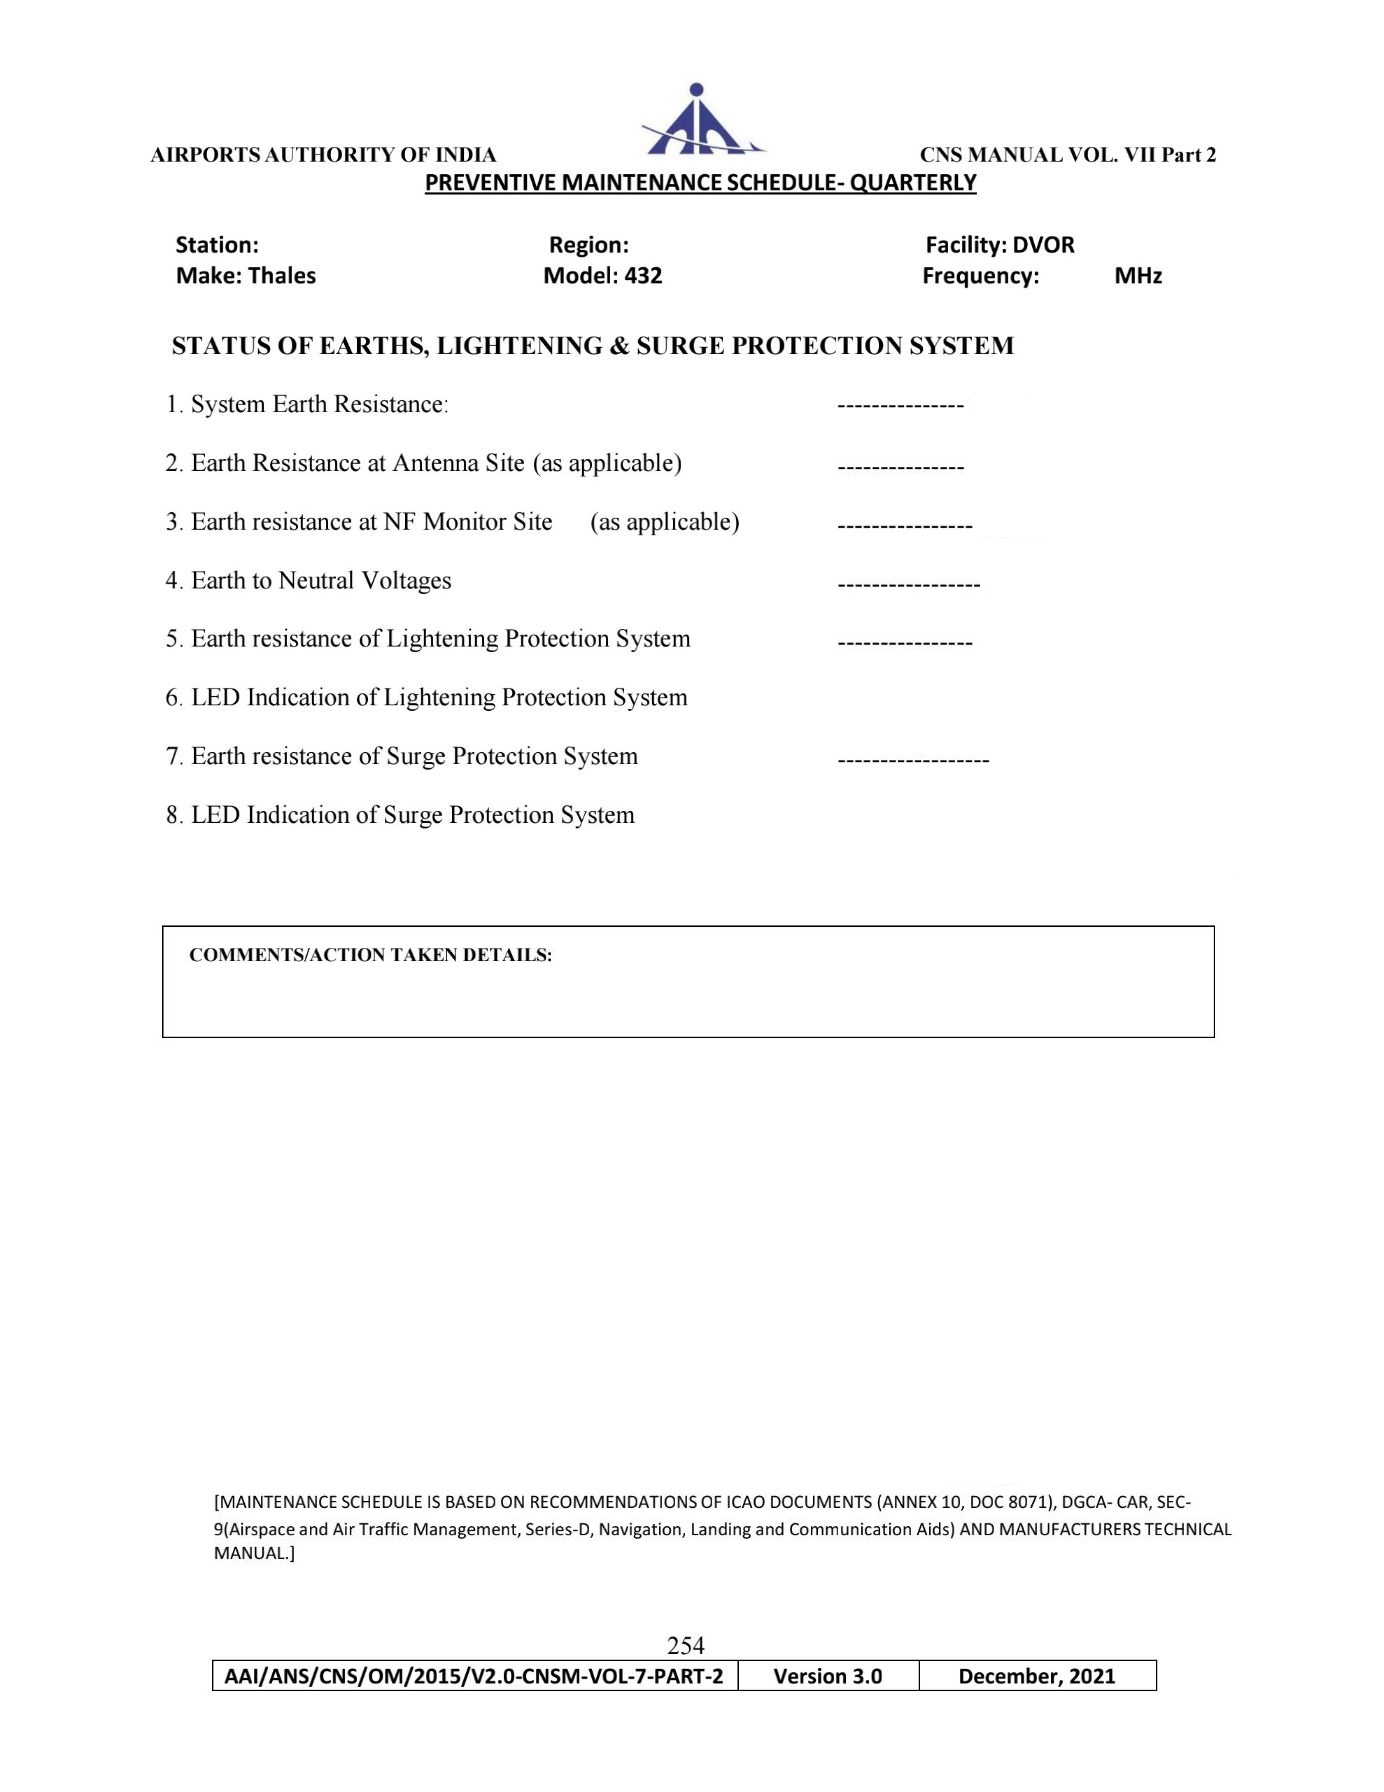 AIRPORTS AUTHORITY OF INDIA CNS MANUAL VOL. VII Part 2
PREVENTIVE MAINTENANCE SCHEDULE- QUARTERLY
Station: Region: Facility: DVOR
Make: Thales Model: 432 Frequency: MHz
STATUS OF EARTHS, LIGHTENING & SURGE PROTECTION SYSTEM
1. System Earth Resistance: ---------------
2. Earth Resistance at Antenna Site (as applicable) ---------------
3. Earth resistance at NF Monitor Site (as applicable) ----------------
4. Earth to Neutral Voltages -----------------
5. Earth resistance of Lightening Protection System ----------------
6. LED Indication of Lightening Protection System
7. Earth resistance of Surge Protection System ------------------
8. LED Indication of Surge Protection System
COMMENTS/ACTION TAKEN DETAILS:
[MAINTENANCE SCHEDULE IS BASED ON RECOMMENDATIONS OF ICAO DOCUMENTS (ANNEX 10, DOC 8071), DGCA- CAR, SEC-
9(Airspace and Air Traffic Management, Series-D, Navigation, Landing and Communication Aids) AND MANUFACTURERS TECHNICAL
MANUAL.]
254
AAI/ANS/CNS/OM/2015/V2.0-CNSM-VOL-7-PART-2 Version 3.0 December, 2021